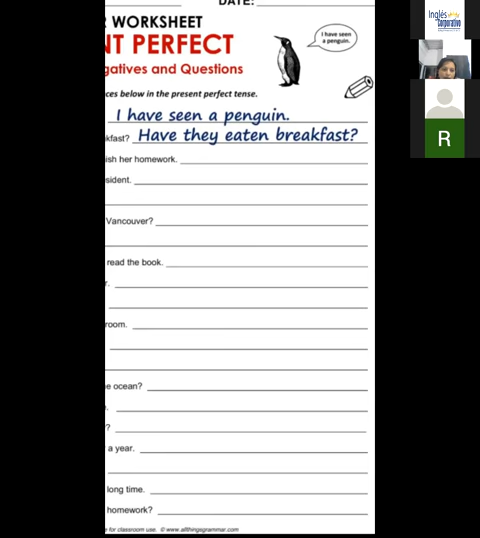 DATE:
R WORKSHEET
NT PERFECT
gatives and Questions
I have seen
a penguin.
ces below in the present perfect tense.
I have seen a penguin.
kfast? Have they eaten breakfast?
ish her homework.
sident.
Vancouver?
read the book.
r.
room.
e ocean?
?
a year.
long time.
homework?
e for classroom use. © www.allthingsgrammar.com
Inglés
corporativo
R